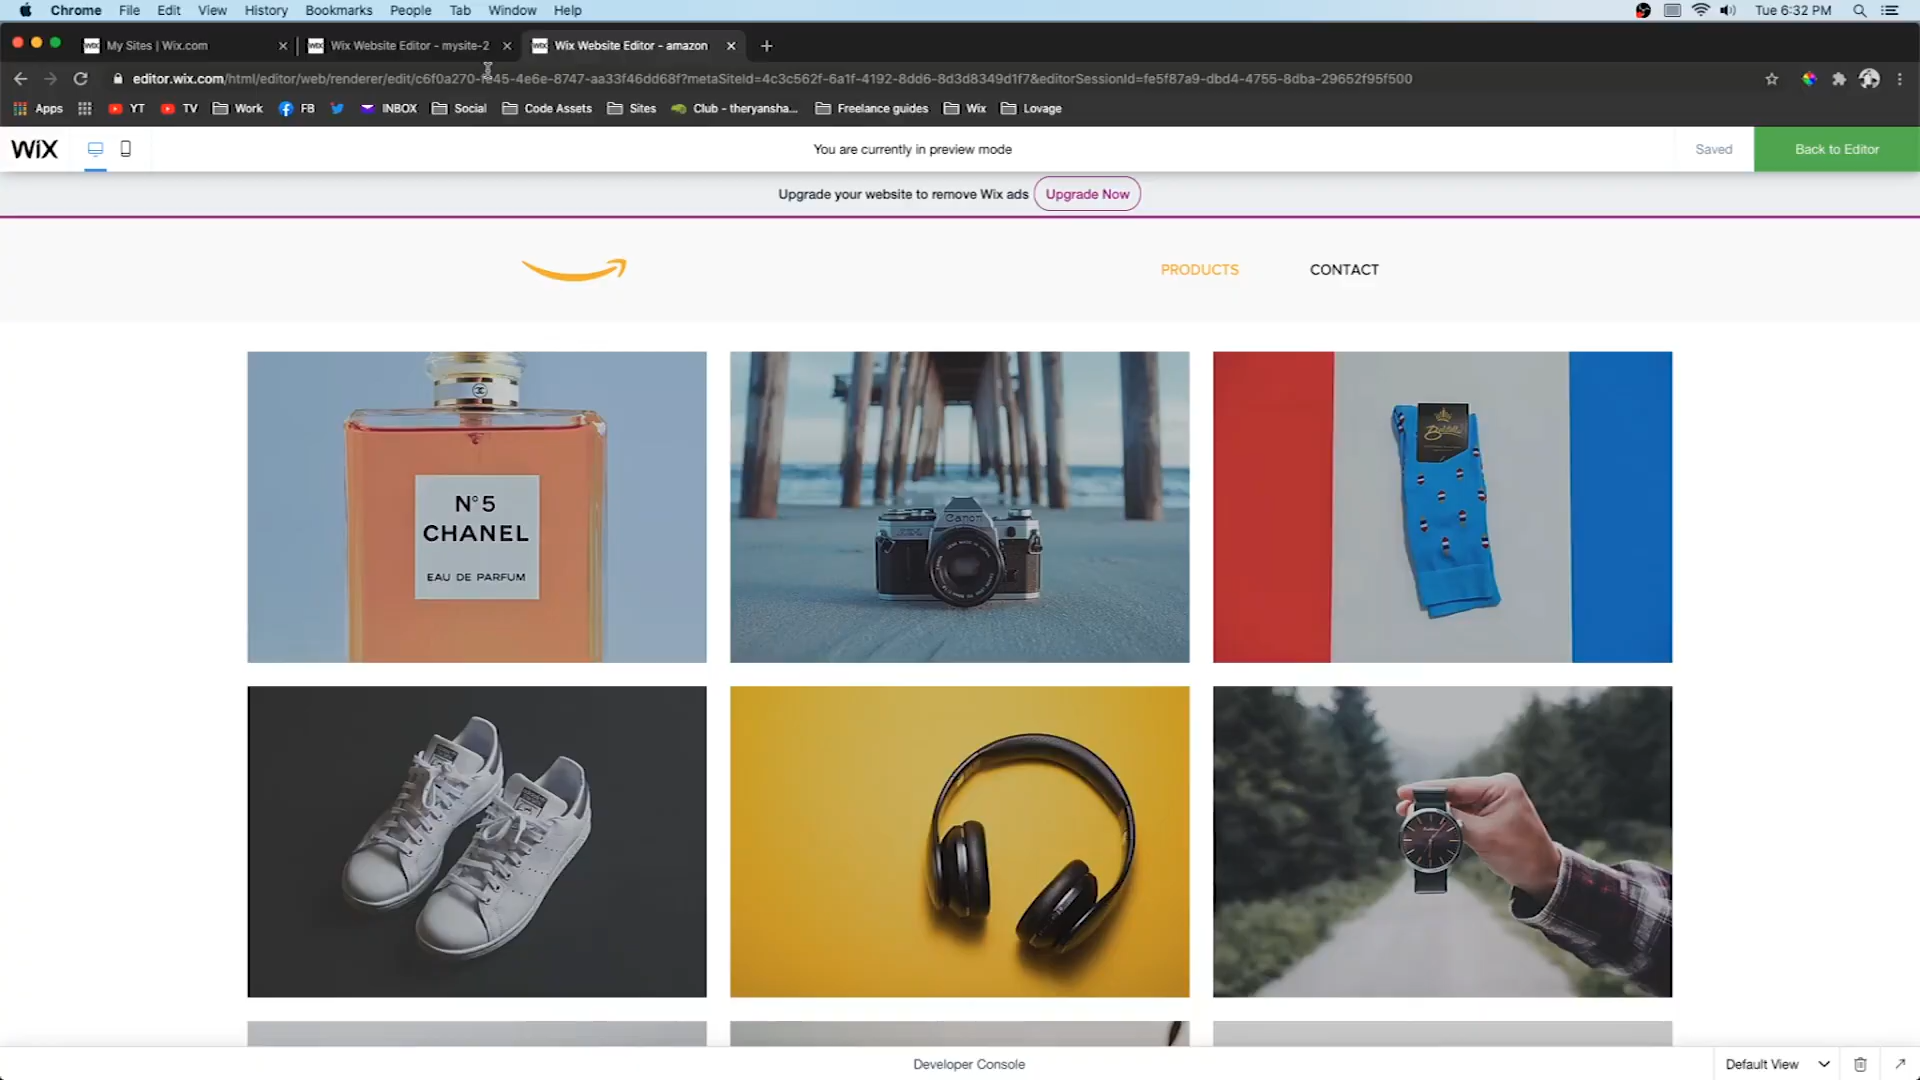 Chrome File Edit View History Bookmarks People Tab Window Help Tue 6:32 PM
My Sites | Wix.com Wix Website Editor - mysite-2 Wix Website Editor - amazon
editor.wix.com/html/editor/web/renderer/edit/c6f0a270-fe45-4e6e-8747-aa33f46dd68f?metaSiteId=4c3c562f-6a1f-4192-8dd6-8d3d8349d1f7&editorSessionId=fe5f87a9-dbd4-4755-8dba-29652f95f500
Apps YT TV Work FB INBOX Social Code Assets Sites Club - theryansha... Freelance guides Wix Lovage
WiX You are currently in preview mode Saved Back to Editor
Upgrade your website to remove Wix ads Upgrade Now
PRODUCTS CONTACT
N°5
CHANEL
EAU DE PARFUM
Canon
Developer Console Default View